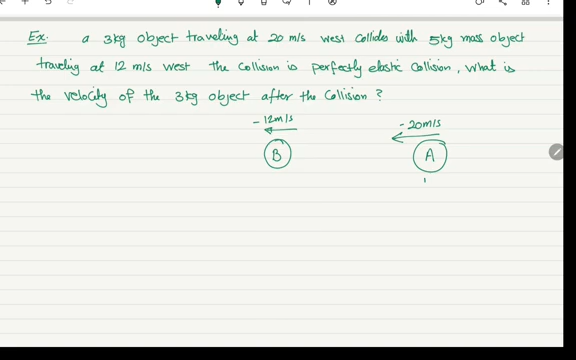 Ex. a 3kg object traveling at 20 m/s west collides with 5kg mass object
traveling at 12 m/s west the Collision is perfectly elastic Collision, what is
the velocity of the 3kg object after the Collision ?
- 12m/s
- 20m/s
B
A